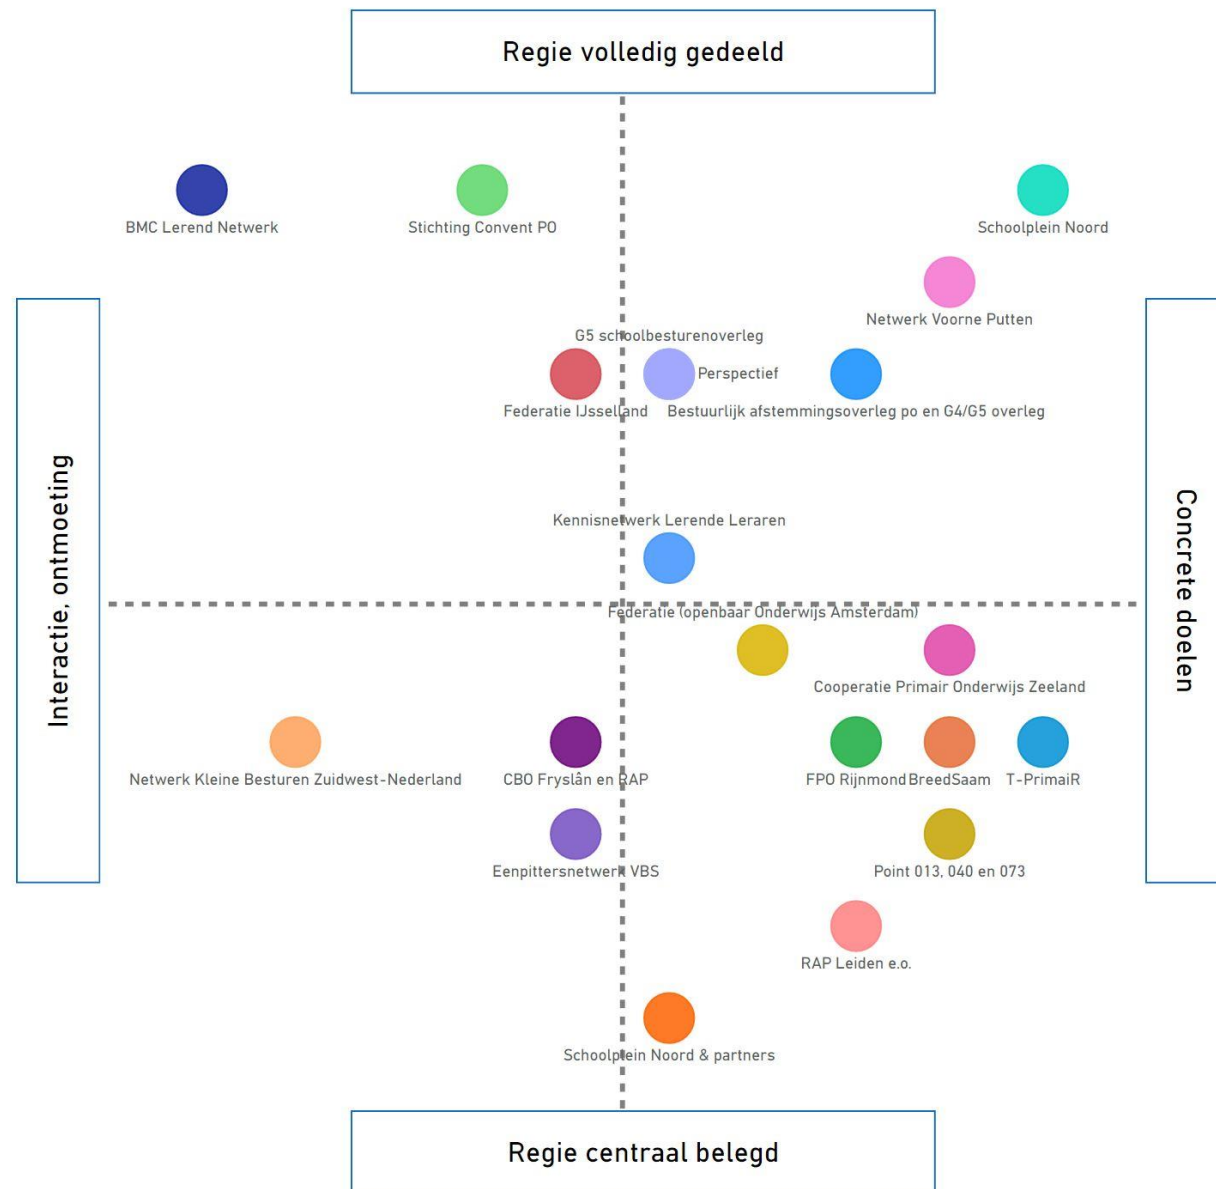 Regie volledig gedeeld
BMC Lerend Netwerk
Stichting Convent PO
Schoolplein Noord
Netwerk Voorne Putten
G5 schoolbesturenoverleg
Perspectief
Federatie IJsselland
Bestuurlijk afstemmingsoverleg po en G4/G5 overleg
Interactie, ontmoeting
Concrete doelen
Kennisnetwerk Lerende Leraren
Federatie (openbaar Onderwijs Amsterdam)
Cooperatie Primair Onderwijs Zeeland
Netwerk Kleine Besturen Zuidwest-Nederland
CBO Fryslân en RAP
FPO Rijnmond
BreedSaam
T-PrimaiR
Eenpittersnetwerk VBS
Point 013, 040 en 073
RAP Leiden e.o.
Schoolplein Noord & partners
Regie centraal belegd